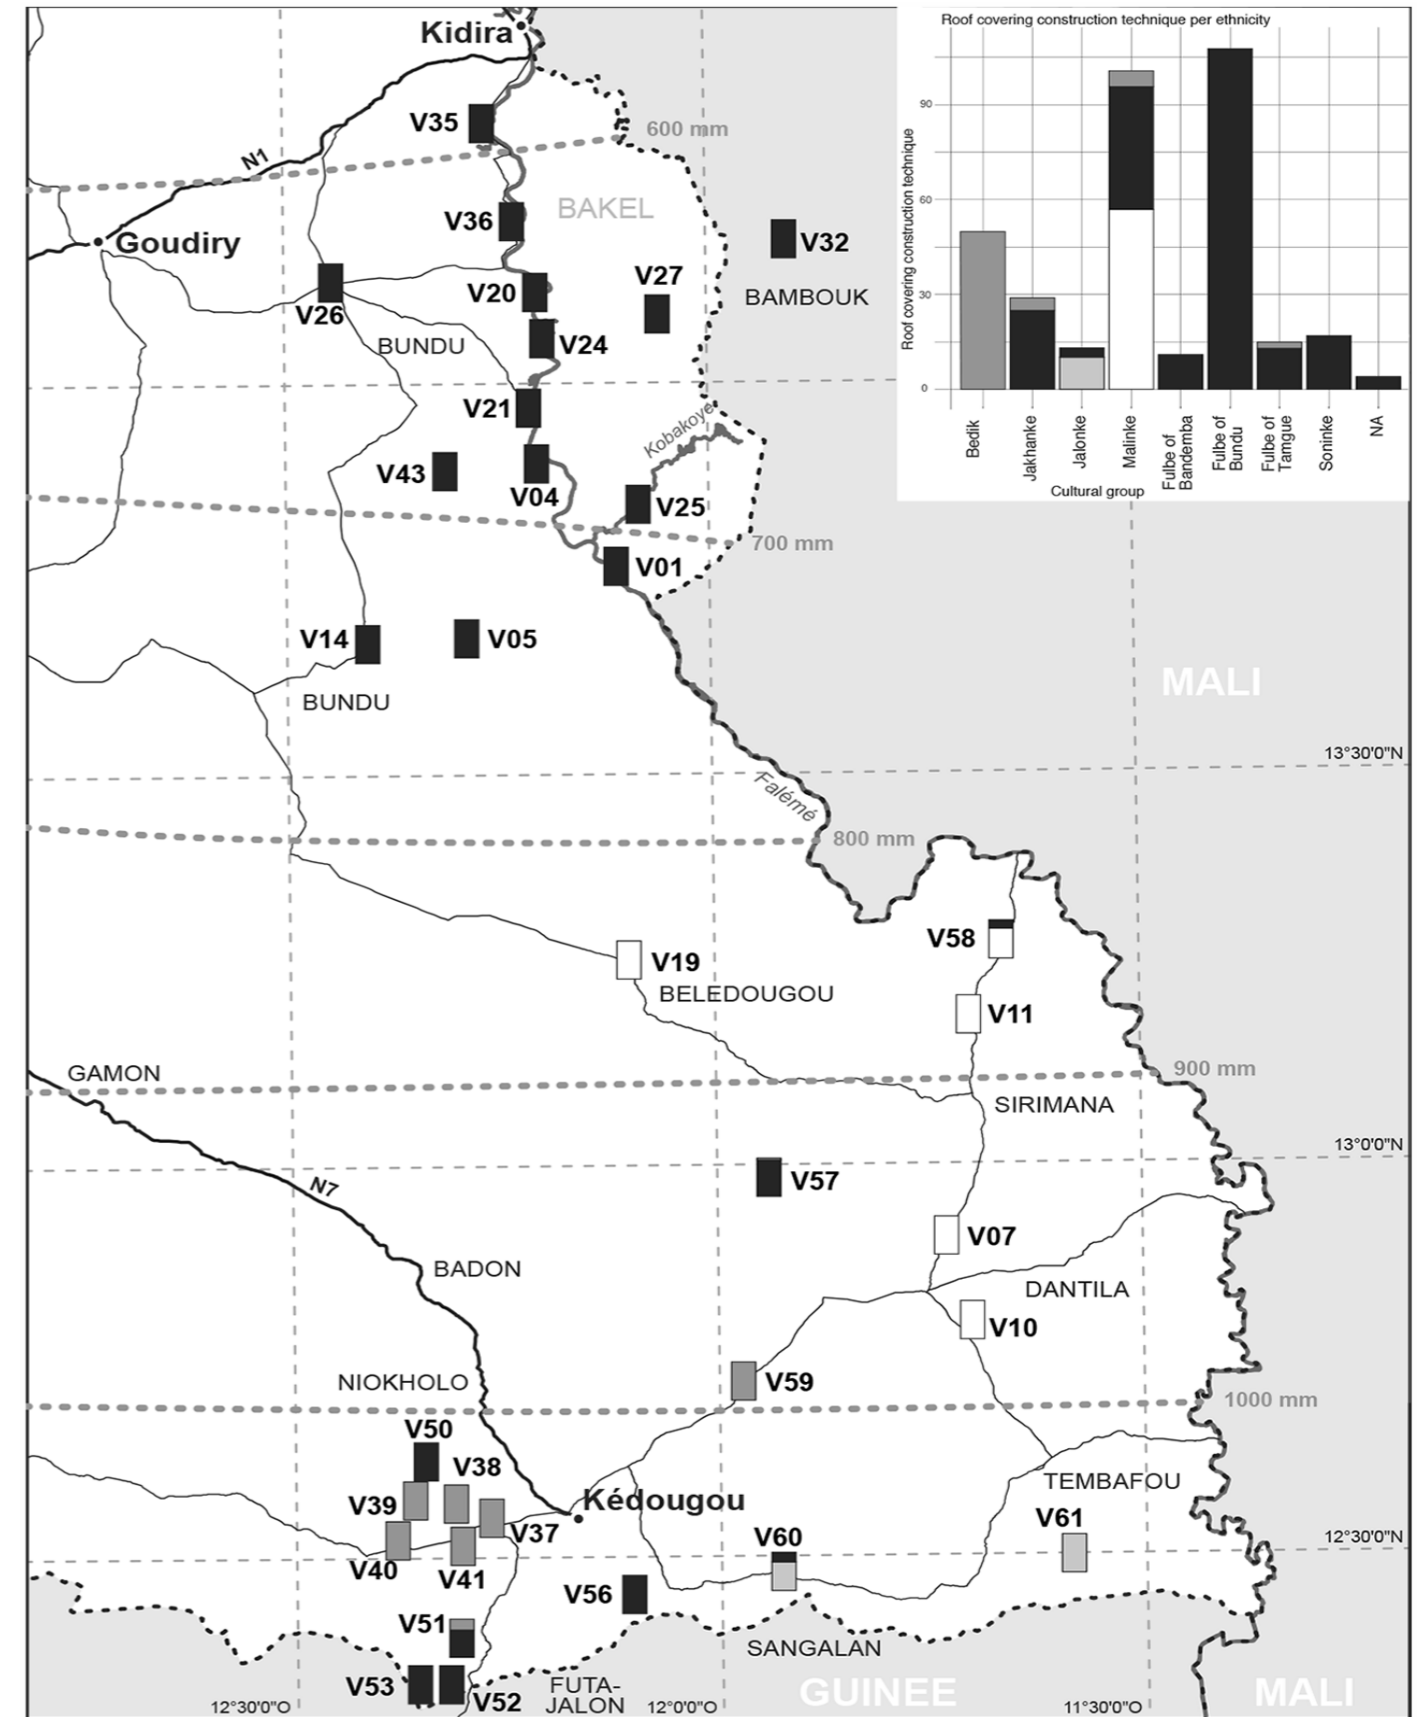 Roof covering construction technique per ethnicity
Roof covering construction technique
90
60
30
0
Bedik
Jakhanke
Jalonke
Malinke
Fulbe of
Bandemba
Fulbe of
Bundu
Fulbe of
Tamgue
Soninke
NA
Cultural group
Kidira
V35
600 mm
N1
V36
BAKEL
Goudiry
V32
V27
V20
BAMBOUK
V26
BUNDU
V24
V21
Kobakoye
V43
V04
V25
700 mm
V01
V14
V05
BUNDU
MALI
13°30'0"N
Falémé
800 mm
V58
V19
BELEDOUGOU
V11
GAMON
900 mm
SIRIMANA
13°0'0"N
N7
V57
V07
BADON
DANTILA
V10
NIOKHOLO
V59
1000 mm
V50
V38
TEMBAFOU
V39
Kédougou
V61
V37
V60
12°30'0"N
V40
V41
V56
V51
SANGALAN
V53
V52
FUTA-
JALON
GUINEE
MALI
12°30'0"O
12°0'0"O
11°30'0"O